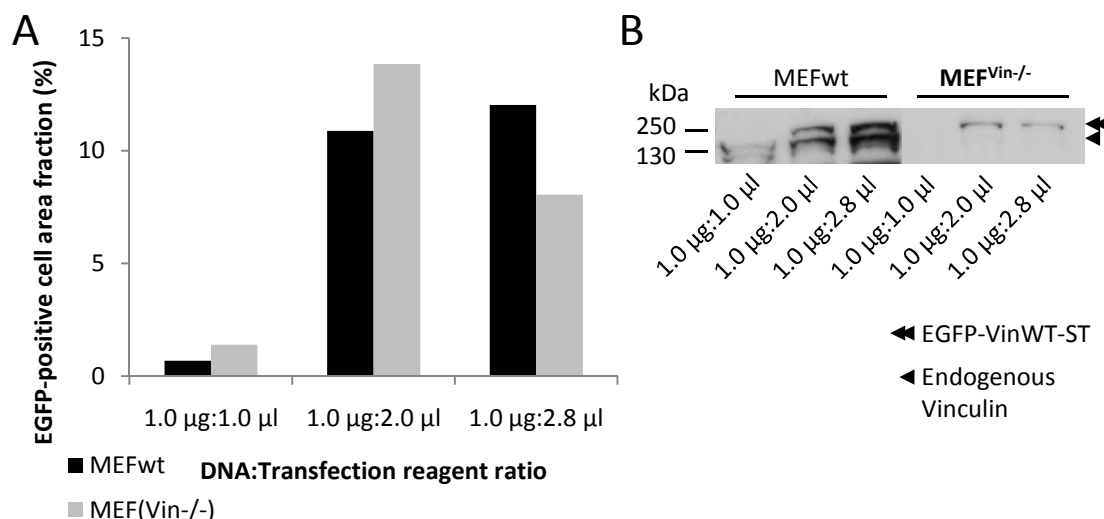 A
EGFP-positive cell area fraction (%)
15
10
5
0
1.0 µg:1.0 µl
1.0 µg:2.0 µl
1.0 µg:2.8 µl
DNA:Transfection reagent ratio
MEFwt
MEF(Vin-/-)
B
MEFwt
MEFVin-/-
kDa
250
130
1.0 µg:1.0 µl
1.0 µg:2.0 µl
1.0 µg:2.8 µl
1.0 µg:1.0 µl
1.0 µg:2.0 µl
1.0 µg:2.8 µl
EGFP-VinWT-ST
Endogenous
Vinculin